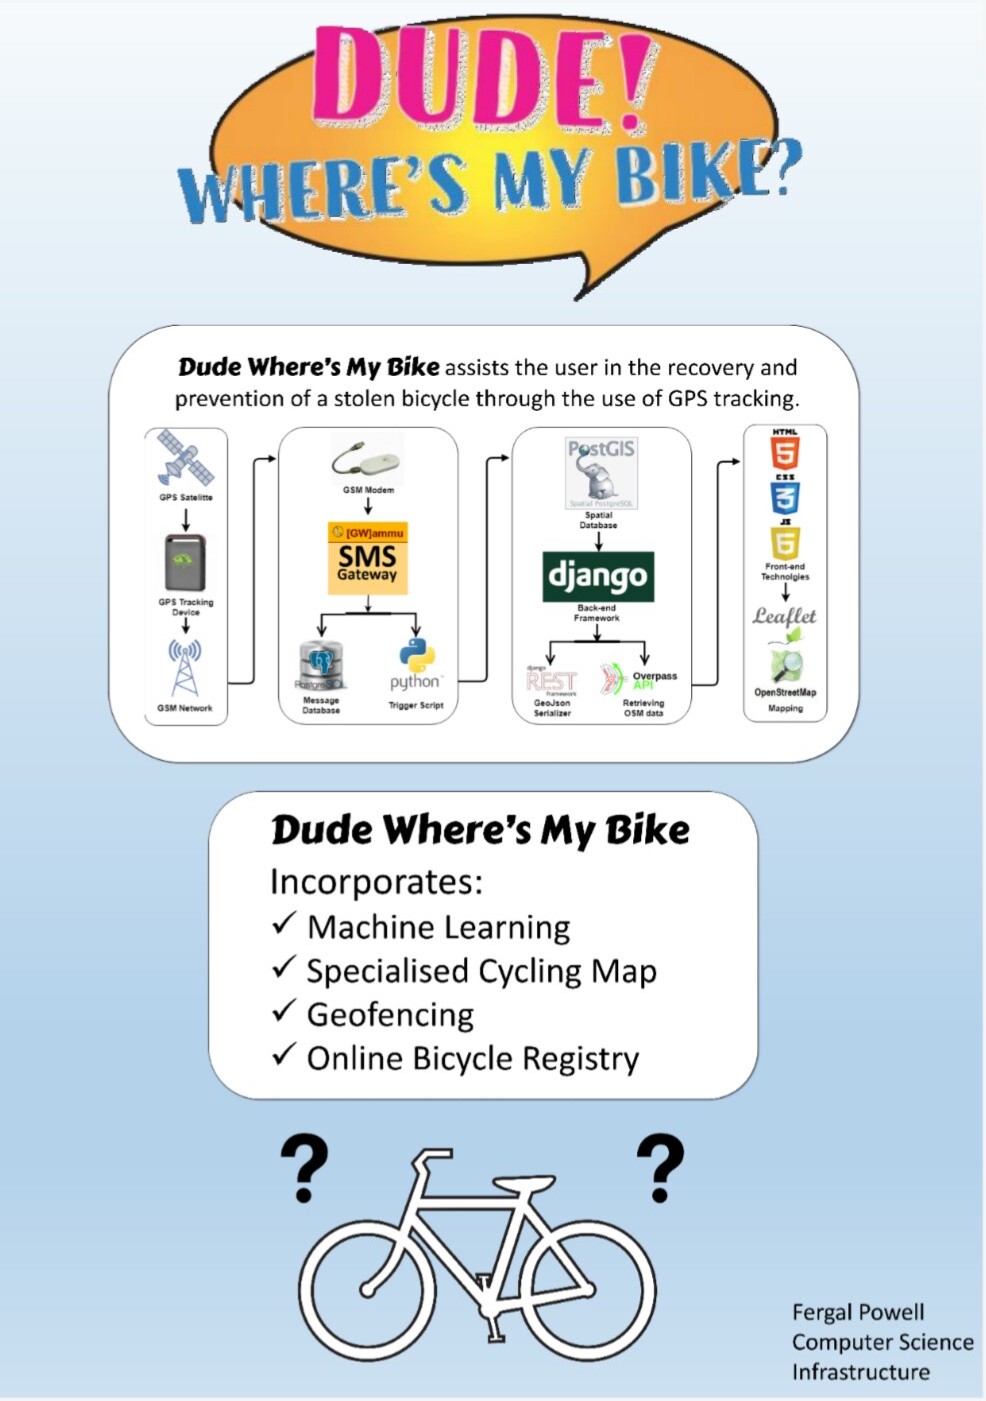 DUDE!
WHERE'S MY BIKE?
Dude Where's My Bike assists the user in the recovery and
prevention of a stolen bicycle through the use of GPS tracking.
GPS Satelitte
GPS Tracking
Device
GSM Network
GSM Modem
[GW]ammu
SMS
Gateway
PostgreSQL
Message
Database
python
Trigger Script
PostGIS
Spatial PostgreSQL
Spatial
Database
django
Back-end
Framework
django
REST
framework
GeoJson
Serializer
Overpass
API
Retrieving
OSM data
HTML
5
CSS
3
JS
6
Front-end
Technolgies
Leaflet
OpenStreetMap
Mapping
Dude Where's My Bike
Incorporates:
✓ Machine Learning
✓ Specialised Cycling Map
✓ Geofencing
✓ Online Bicycle Registry
? ?
Fergal Powell
Computer Science
Infrastructure